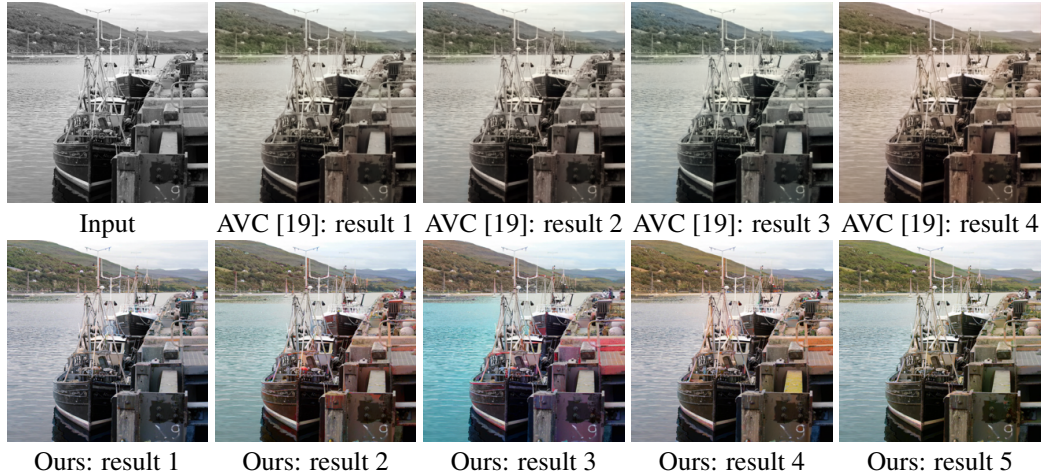 Input
AVC [19]: result 1
AVC [19]: result 2
AVC [19]: result 3
AVC [19]: result 4
Ours: result 1
Ours: result 2
Ours: result 3
Ours: result 4
Ours: result 5